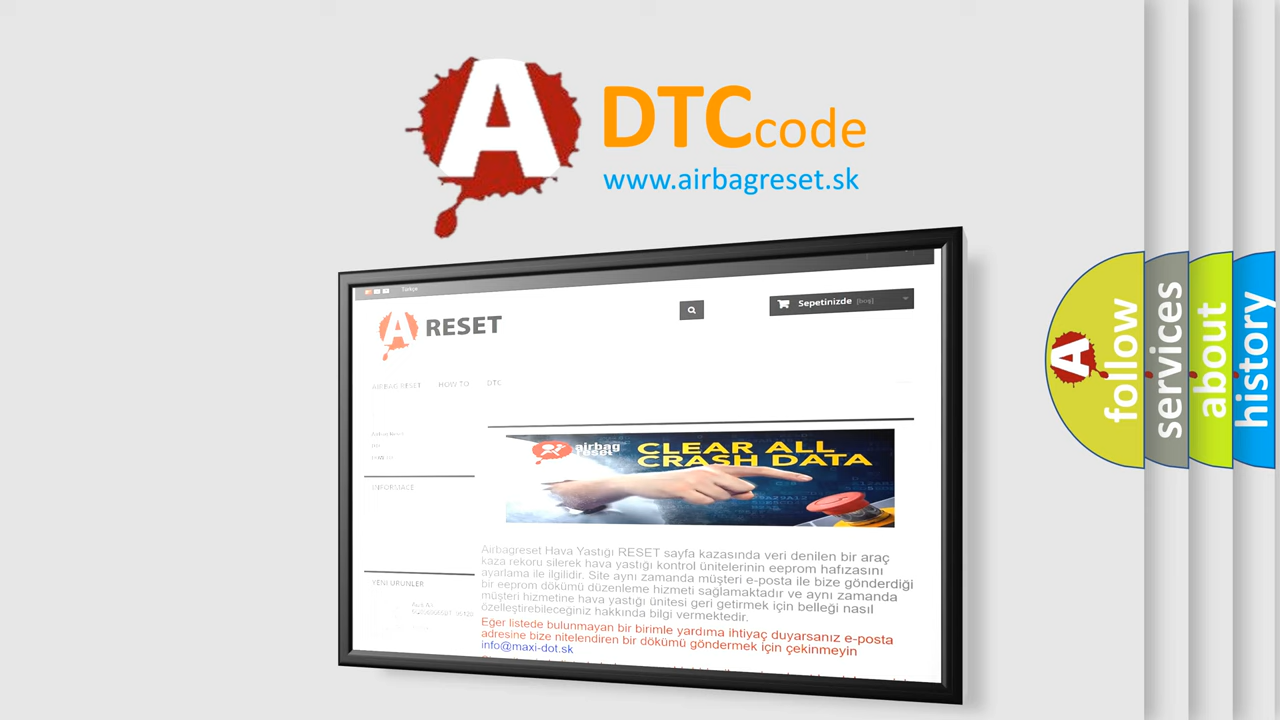 A
DTCcode
www.airbagreset.sk
Türkçe
A RESET
Sepetinizde [boş]
AIRBAG RESET HOW TO DTC
INFORMACE
airbag reset
CLEAR ALL
CRASH DATA
Airbagreset Hava Yastığı RESET sayfa kazasında veri denilen bir araç
kaza rekoru silerek hava yastığı kontrol ünitelerinin eeprom hafızasını
ayarlama ile ilgilidir. Site aynı zamanda müşteri e-posta ile bize gönderdiği
bir eeprom dökümü düzenleme hizmeti sağlamaktadır ve aynı zamanda
müşteri hizmetine hava yastığı ünitesi geri getirmek için belleği nasıl
özelleştirebileceğiniz hakkında bilgi vermektedir.
Eğer listede bulunmayan bir birimle yardıma ihtiyaç duyarsanız e-posta
adresine bize nitelendiren bir dökümü göndermek için çekinmeyin
info@maxi-dot.sk
YENİ ÜRÜNLER
A
follow
services
about
history